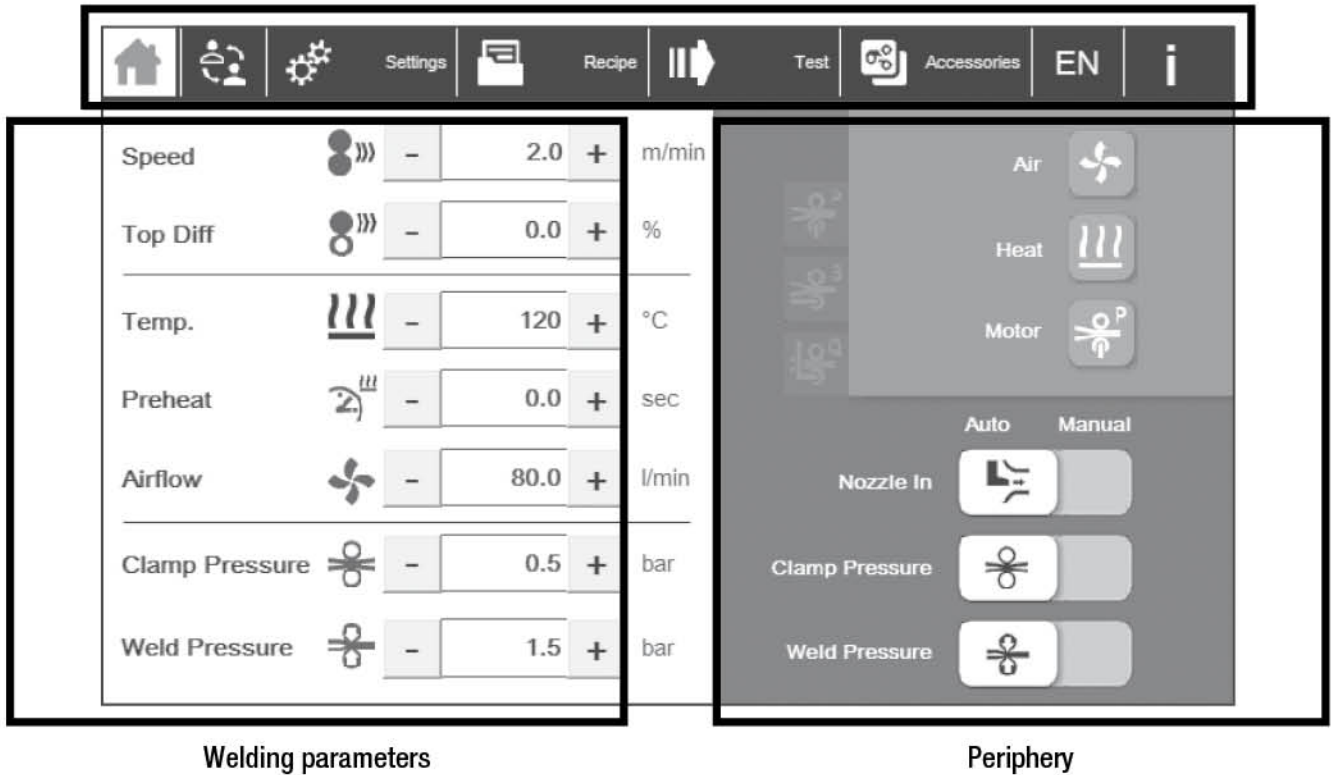 Settings Recipe Test Accessories EN i
Speed - 2.0 + m/min
Top Diff - 0.0 + %
Temp. - 120 + °C
Preheat - 0.0 + sec
Airflow - 80.0 + l/min
Clamp Pressure - 0.5 + bar
Weld Pressure - 1.5 + bar
Air
Heat
Motor P
Auto Manual
Nozzle In
Clamp Pressure
Weld Pressure
Welding parameters
Periphery